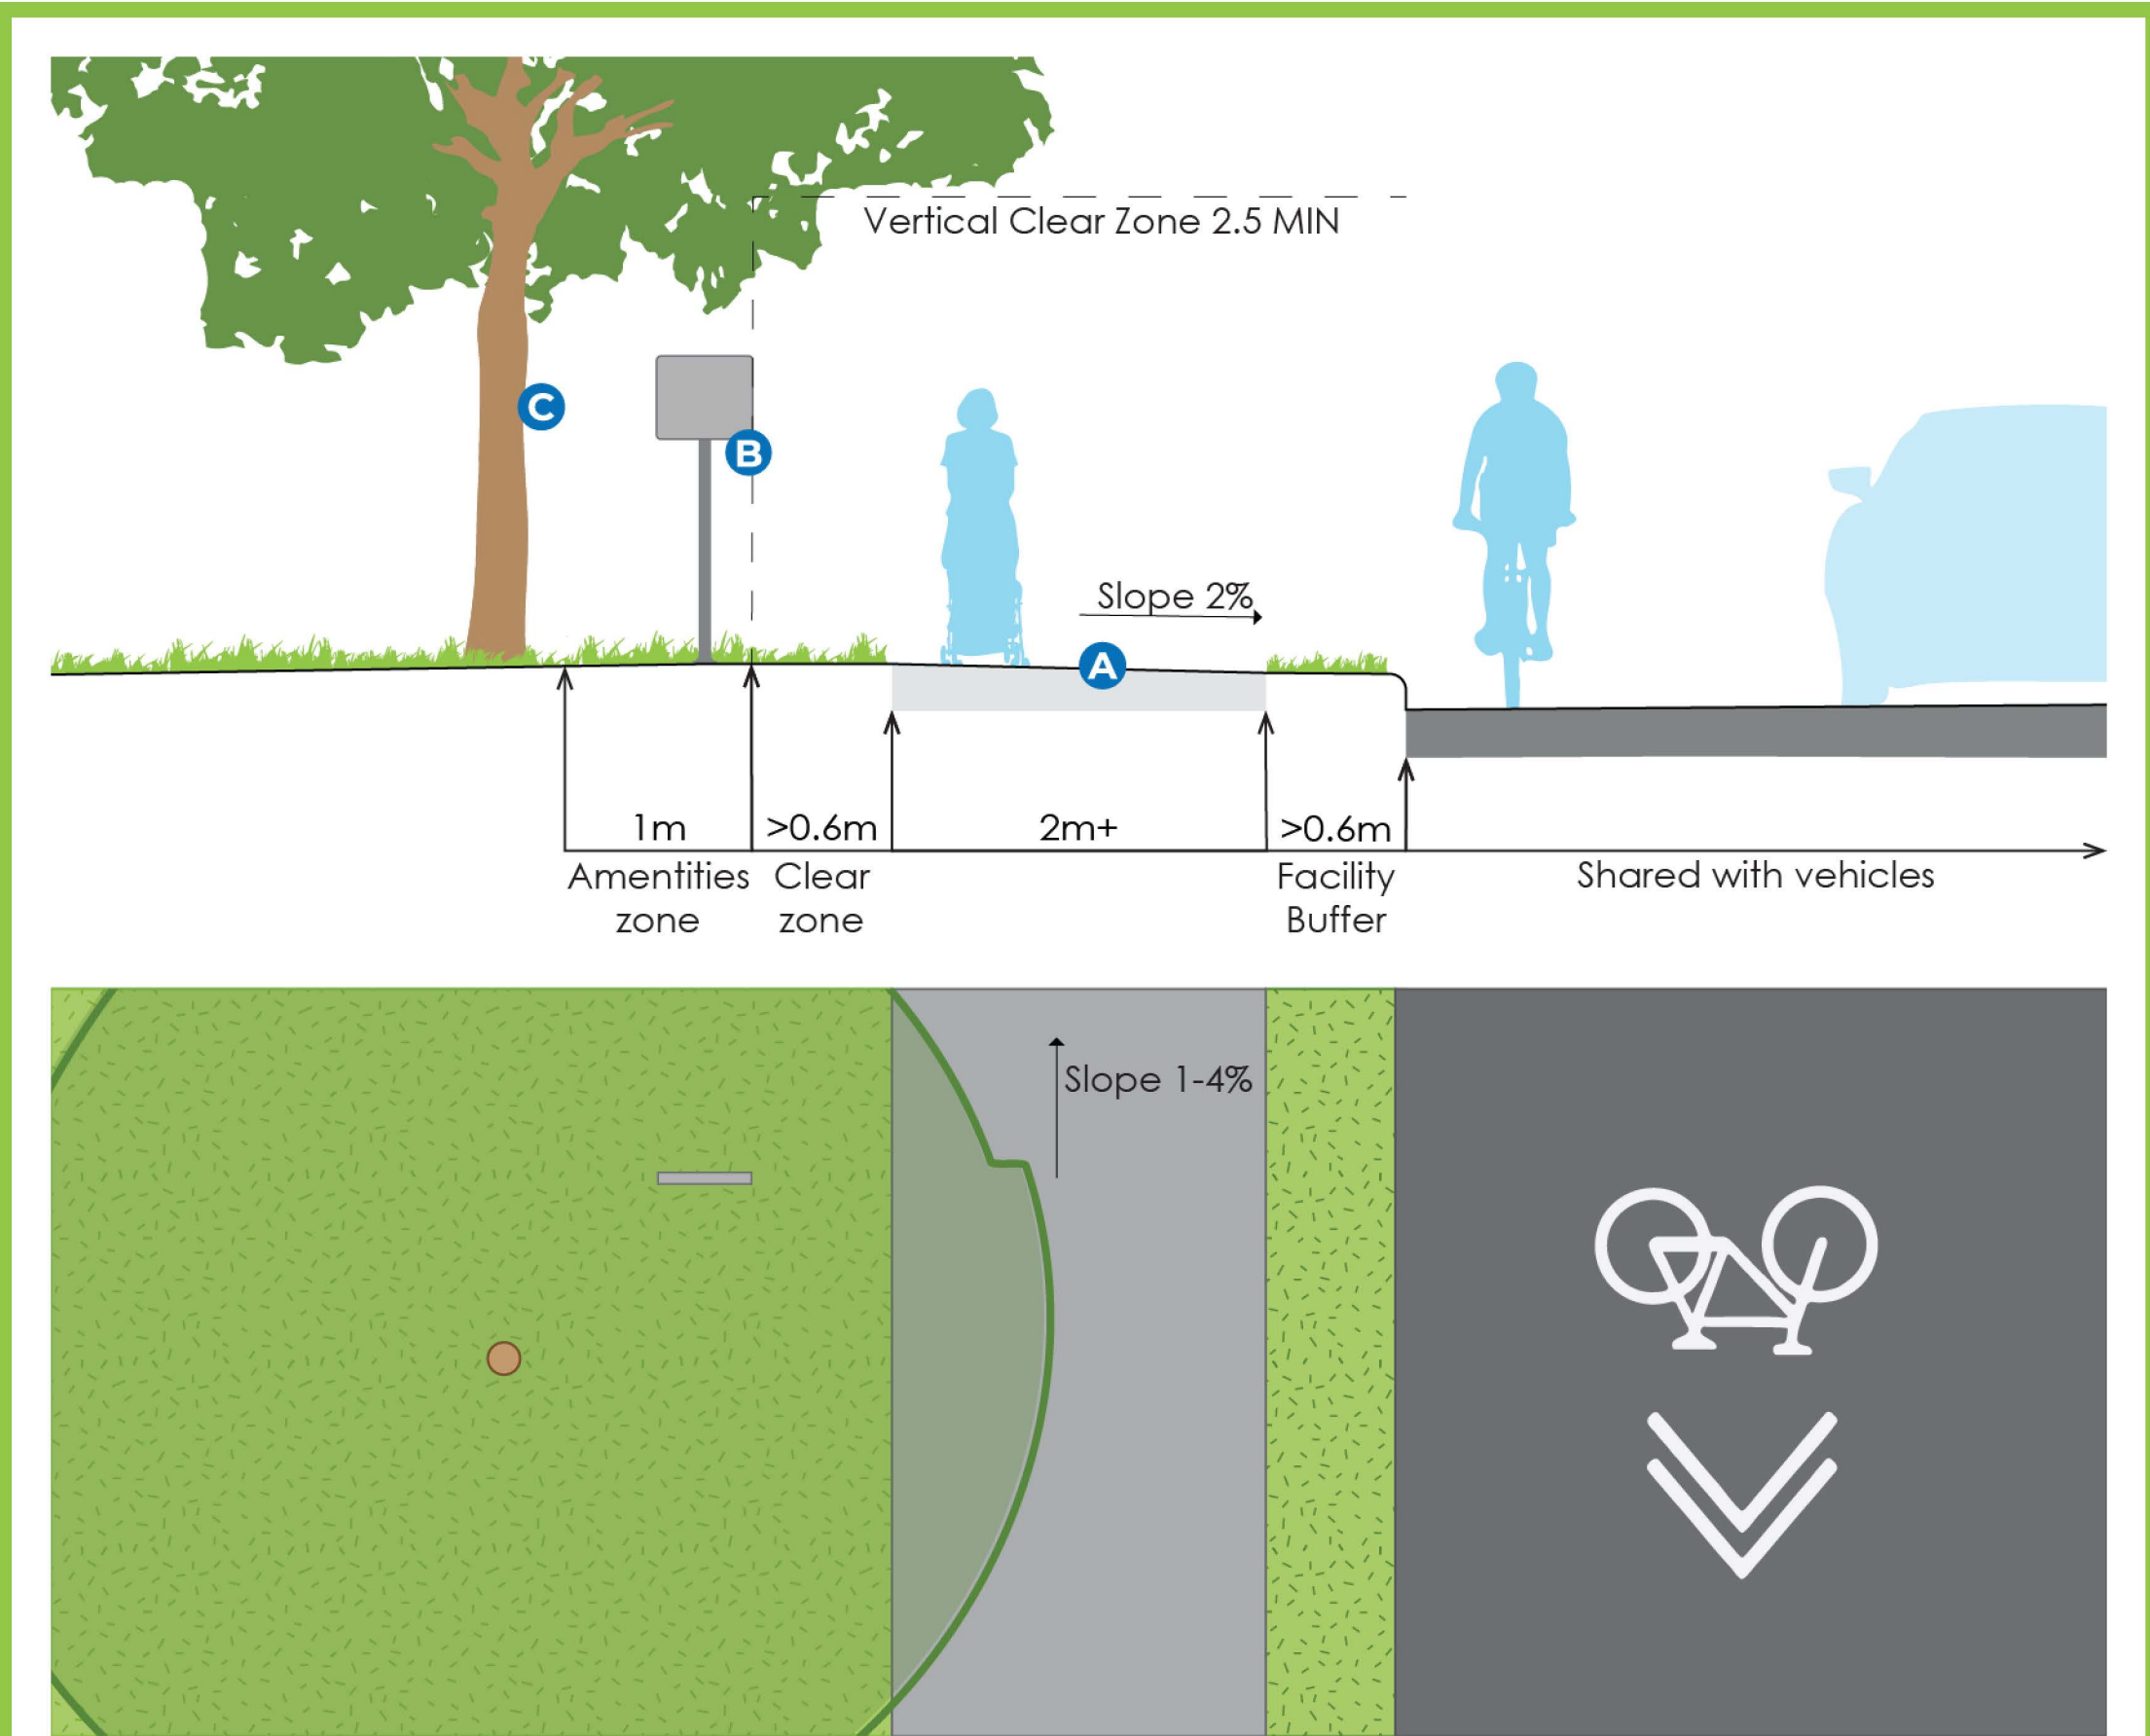 Vertical Clear Zone 2.5 MIN
C
B
Slope 2%
A
1m
>0.6m
2m+
>0.6m
Amentities
zone
Clear
zone
Facility
Buffer
Shared with vehicles
Slope 1-4%